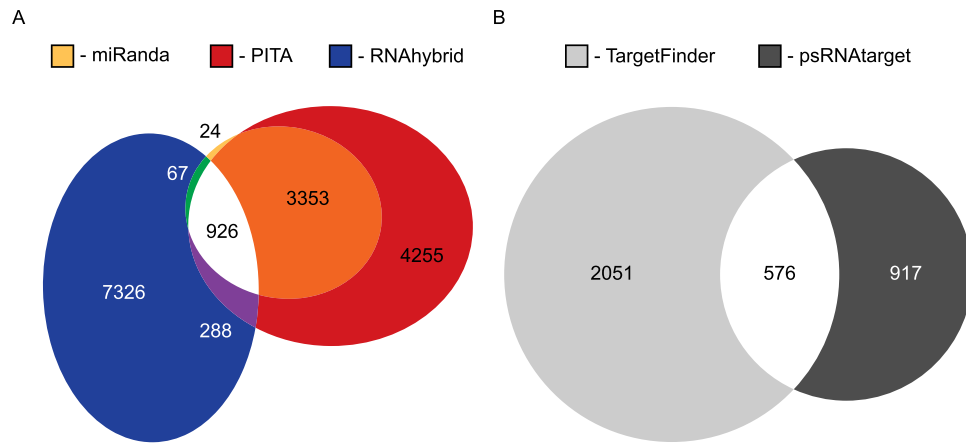 A
B
- miRanda - PITA - RNAhybrid
- TargetFinder - psRNAtarget
24
67
3353
926
4255
7326
288
2051
576
917